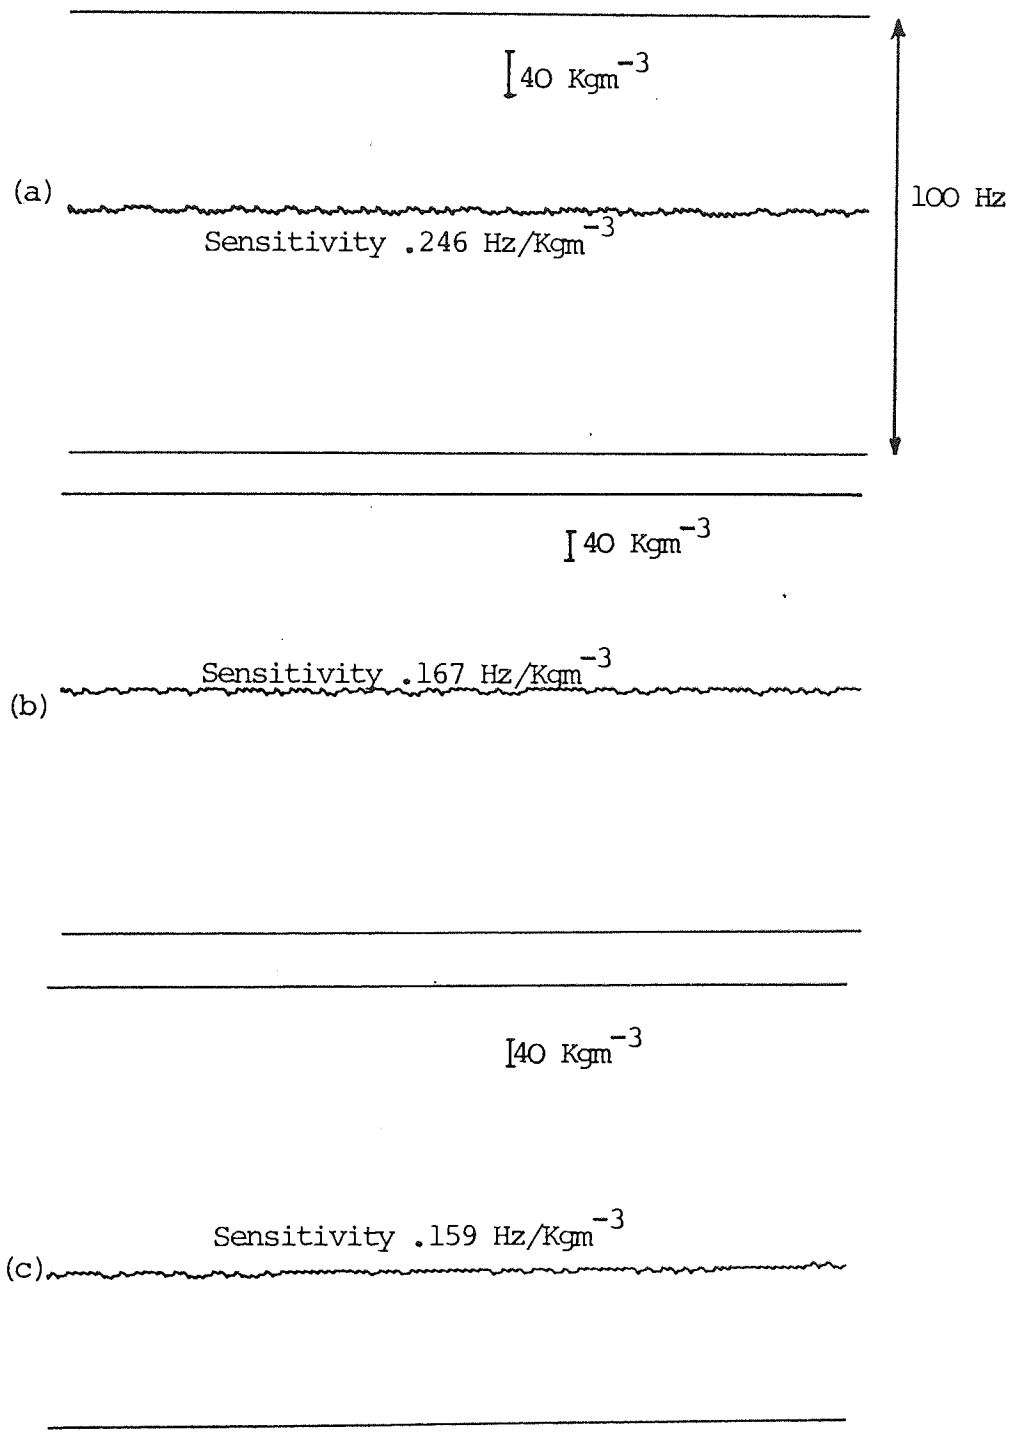 40 Kgm⁻³
(a)
100 Hz
Sensitivity .246 Hz/Kgm⁻³
40 Kgm⁻³
Sensitivity .167 Hz/Kgm⁻³
(b)
40 Kgm⁻³
Sensitivity .159 Hz/Kgm⁻³
(c)